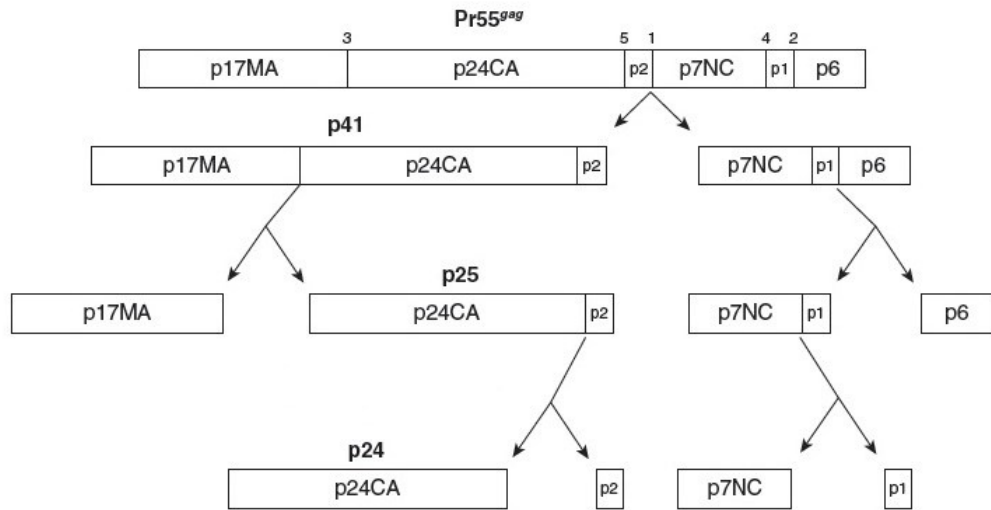 Pr55gag
3 5 1 4 2
p17MA p24CA p2 p7NC p1 p6
p41
p17MA p24CA p2 p7NC p1 p6
p25
p17MA p24CA p2 p7NC p1 p6
p24
p24CA p2 p7NC p1